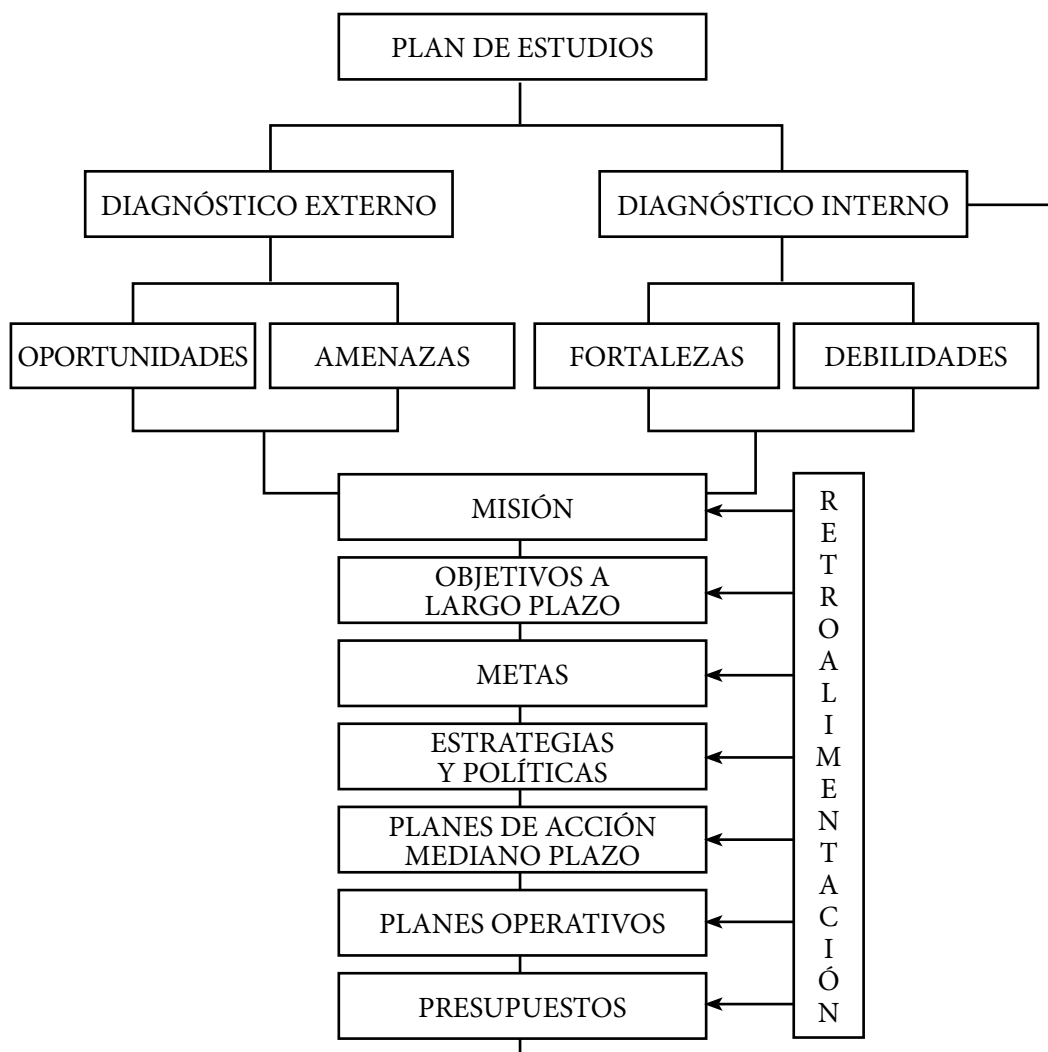 PLAN DE ESTUDIOS
DIAGNÓSTICO EXTERNO
DIAGNÓSTICO INTERNO
OPORTUNIDADES
AMENAZAS
FORTALEZAS
DEBILIDADES
MISIÓN
OBJETIVOS A
LARGO PLAZO
METAS
ESTRATEGIAS
Y POLÍTICAS
PLANES DE ACCIÓN
MEDIANO PLAZO
PLANES OPERATIVOS
PRESUPUESTOS
RETROALIMENTACIÓN